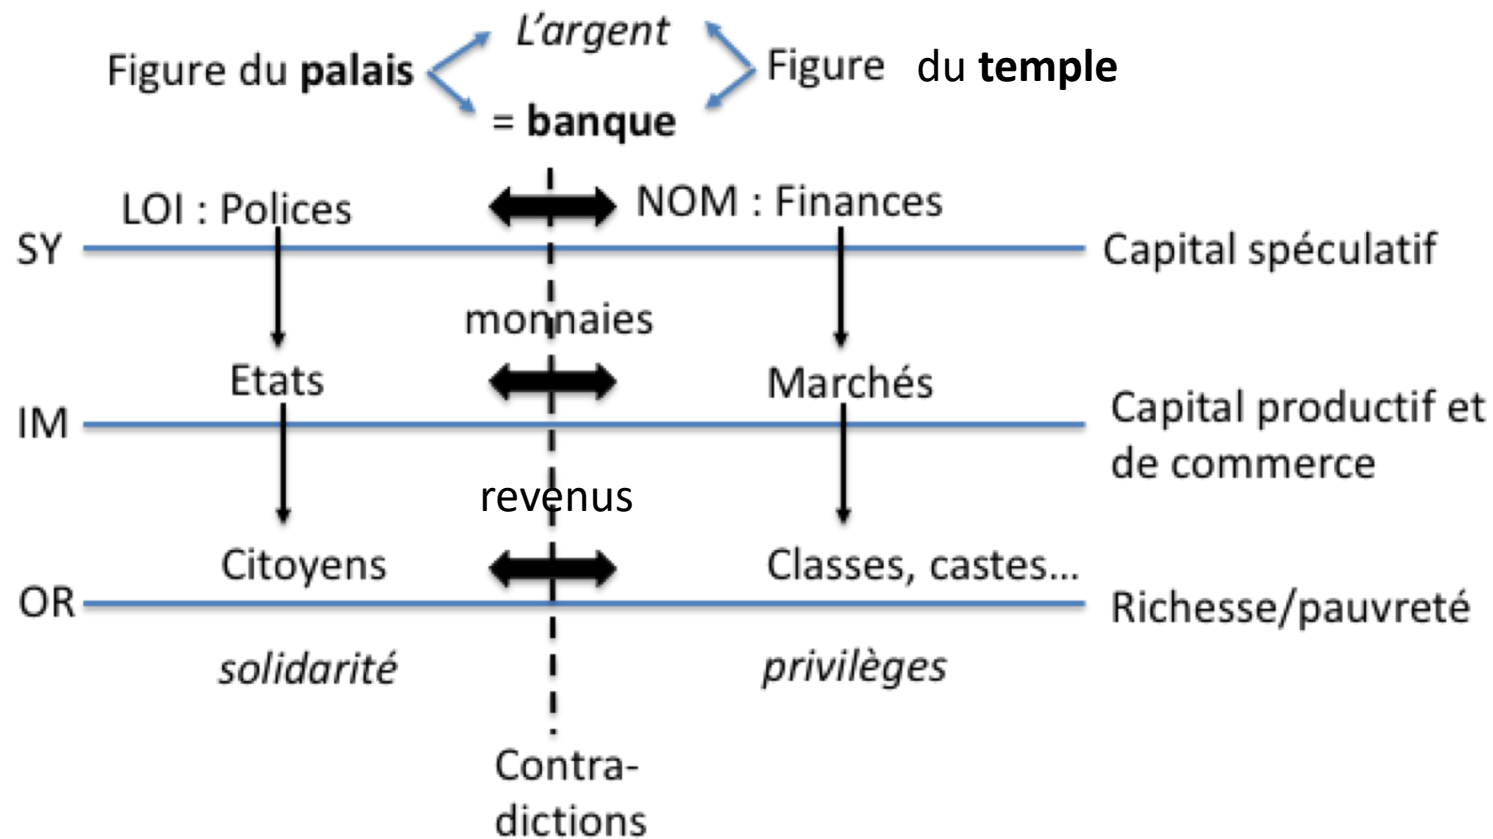 L'argent
Figure du palais
Figure du temple
= banque
LOI : Polices
NOM : Finances
SY
Capital spéculatif
monnaies
Etats
Marchés
IM
Capital productif et
de commerce
revenus
Citoyens
Classes, castes...
OR
Richesse/pauvreté
solidarité
privilèges
Contra-
dictions